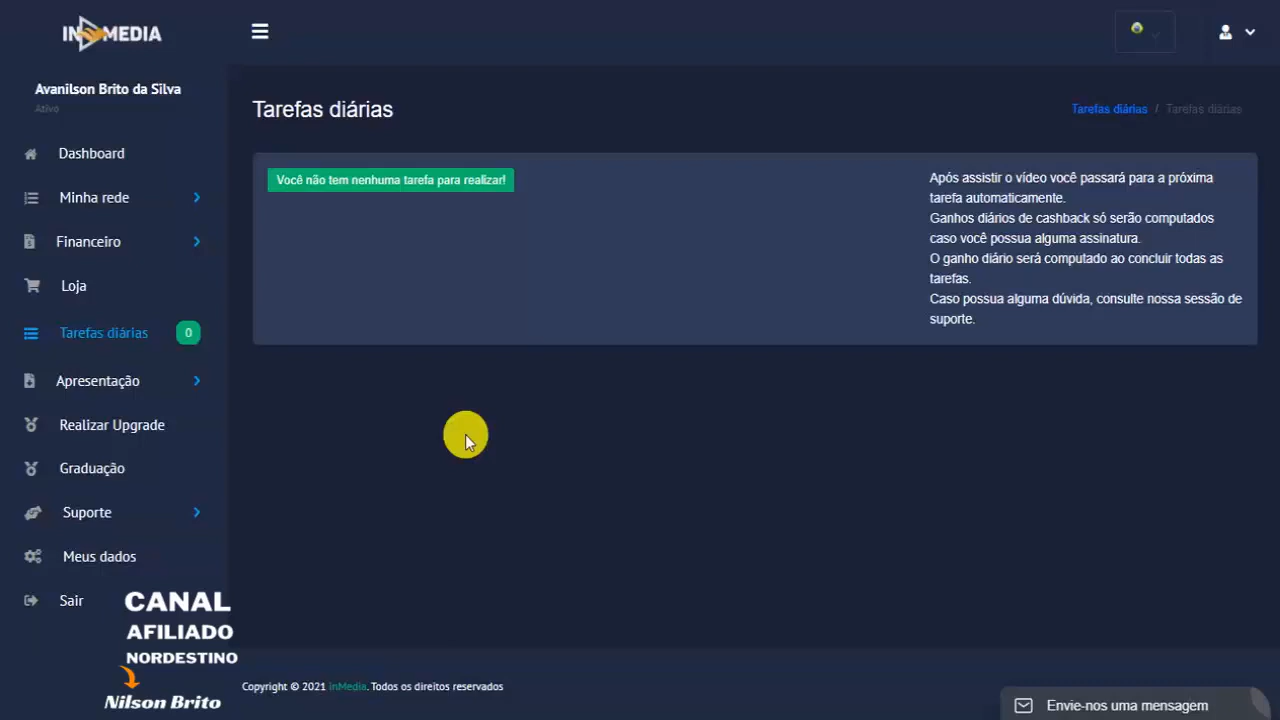 INMEDIA
Avanilson Brito da Silva
Ativo
Dashboard
Minha rede
Financeiro
Loja
Tarefas diárias 0
Apresentação
Realizar Upgrade
Graduação
Suporte
Meus dados
Sair
CANAL
AFILIADO
NORDESTINO
Nilson Brito
Tarefas diárias
Tarefas diárias / Tarefas diárias
Você não tem nenhuma tarefa para realizar!
Após assistir o vídeo você passará para a próxima
tarefa automaticamente.
Ganhos diários de cashback só serão computados
caso você possua alguma assinatura.
O ganho diário será computado ao concluir todas as
tarefas.
Caso possua alguma dúvida, consulte nossa sessão de
suporte.
Copyright © 2021 InMedia. Todos os direitos reservados
Envie-nos uma mensagem